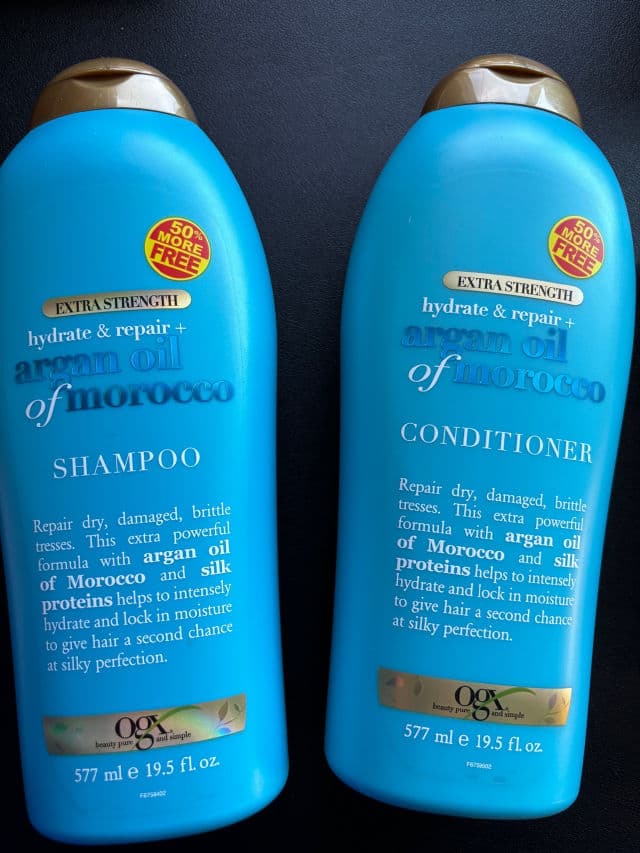 50%
MORE
FREE
EXTRA STRENGTH
hydrate & repair +
argan oil
of morocco
SHAMPOO
Repair dry, damaged, brittle
tresses. This extra powerful
formula with argan oil
of Morocco and silk
proteins helps to intensely
hydrate and lock in moisture
to give hair a second chance
at silky perfection.
ogx®
beauty pure and simple
577 ml e 19.5 fl. oz.
50%
MORE
FREE
EXTRA STRENGTH
hydrate & repair +
argan oil
of morocco
CONDITIONER
Repair dry, damaged, brittle
tresses. This extra powerful
formula with argan oil
of Morocco and silk
proteins helps to intensely
hydrate and lock in moisture
to give hair a second chance
at silky perfection.
ogx®
beauty pure and simple
577 ml e 19.5 fl. oz.